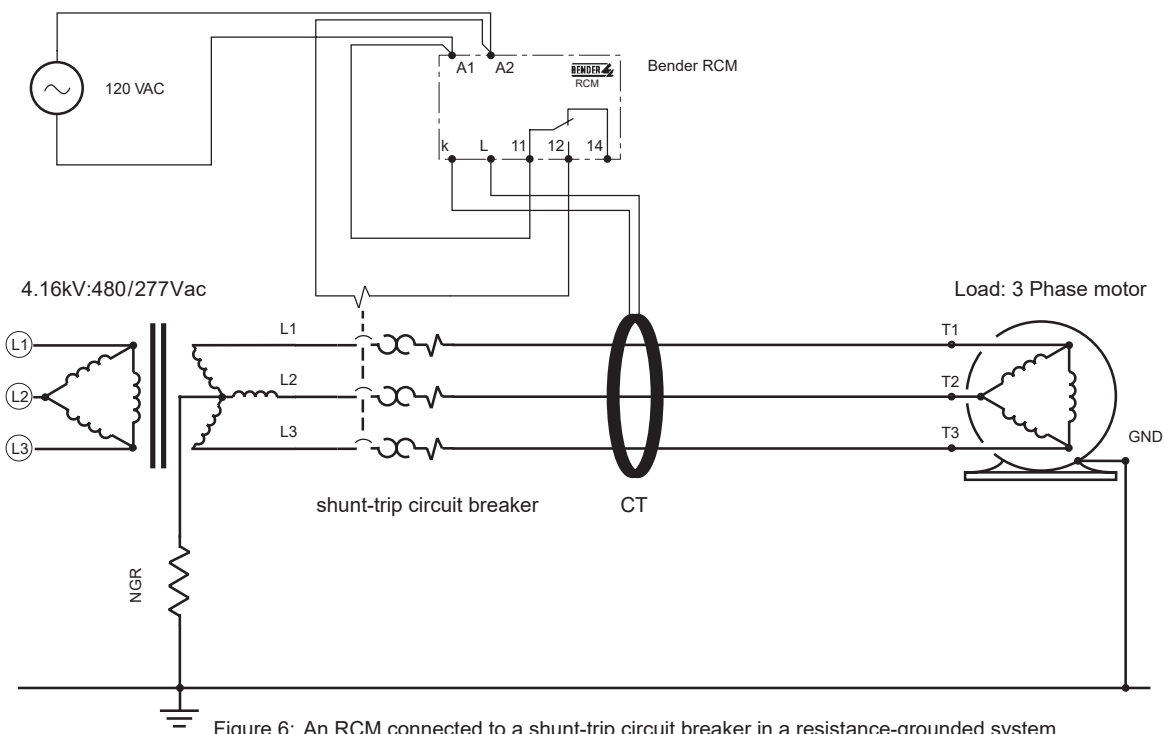 A1 A2
BENDER
RCM
Bender RCM
120 VAC
k L 11 12 14
4.16kV:480/277Vac
Load: 3 Phase motor
L1
L1
T1
L2
L2
T2
L3
L3
T3
GND
shunt-trip circuit breaker
CT
NGR
Figure 6: An RCM connected to a shunt-trip circuit breaker in a resistance-grounded system